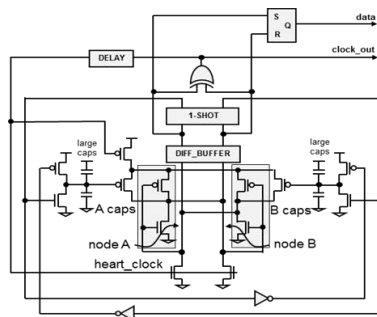 S
Q
R
data
clock_out
DELAY
1-SHOT
DIFF_BUFFER
large
caps
large
caps
A caps
B caps
node A
node B
heart_clock